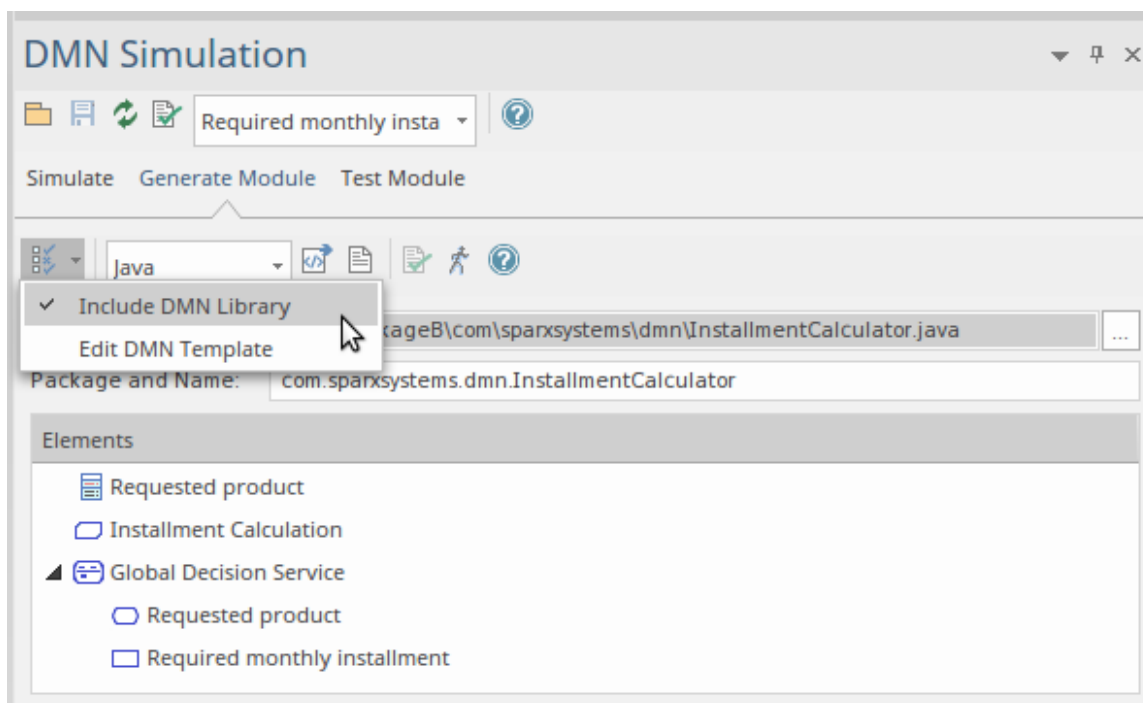 DMN Simulation
Required monthly insta
Simulate Generate Module Test Module
Java
Include DMN Library
kageB\com\sparxsystems\dmn\InstallmentCalculator.java
...
Edit DMN Template
Package and Name: com.sparxsystems.dmn.InstallmentCalculator
Elements
Requested product
Installment Calculation
Global Decision Service
Requested product
Required monthly installment